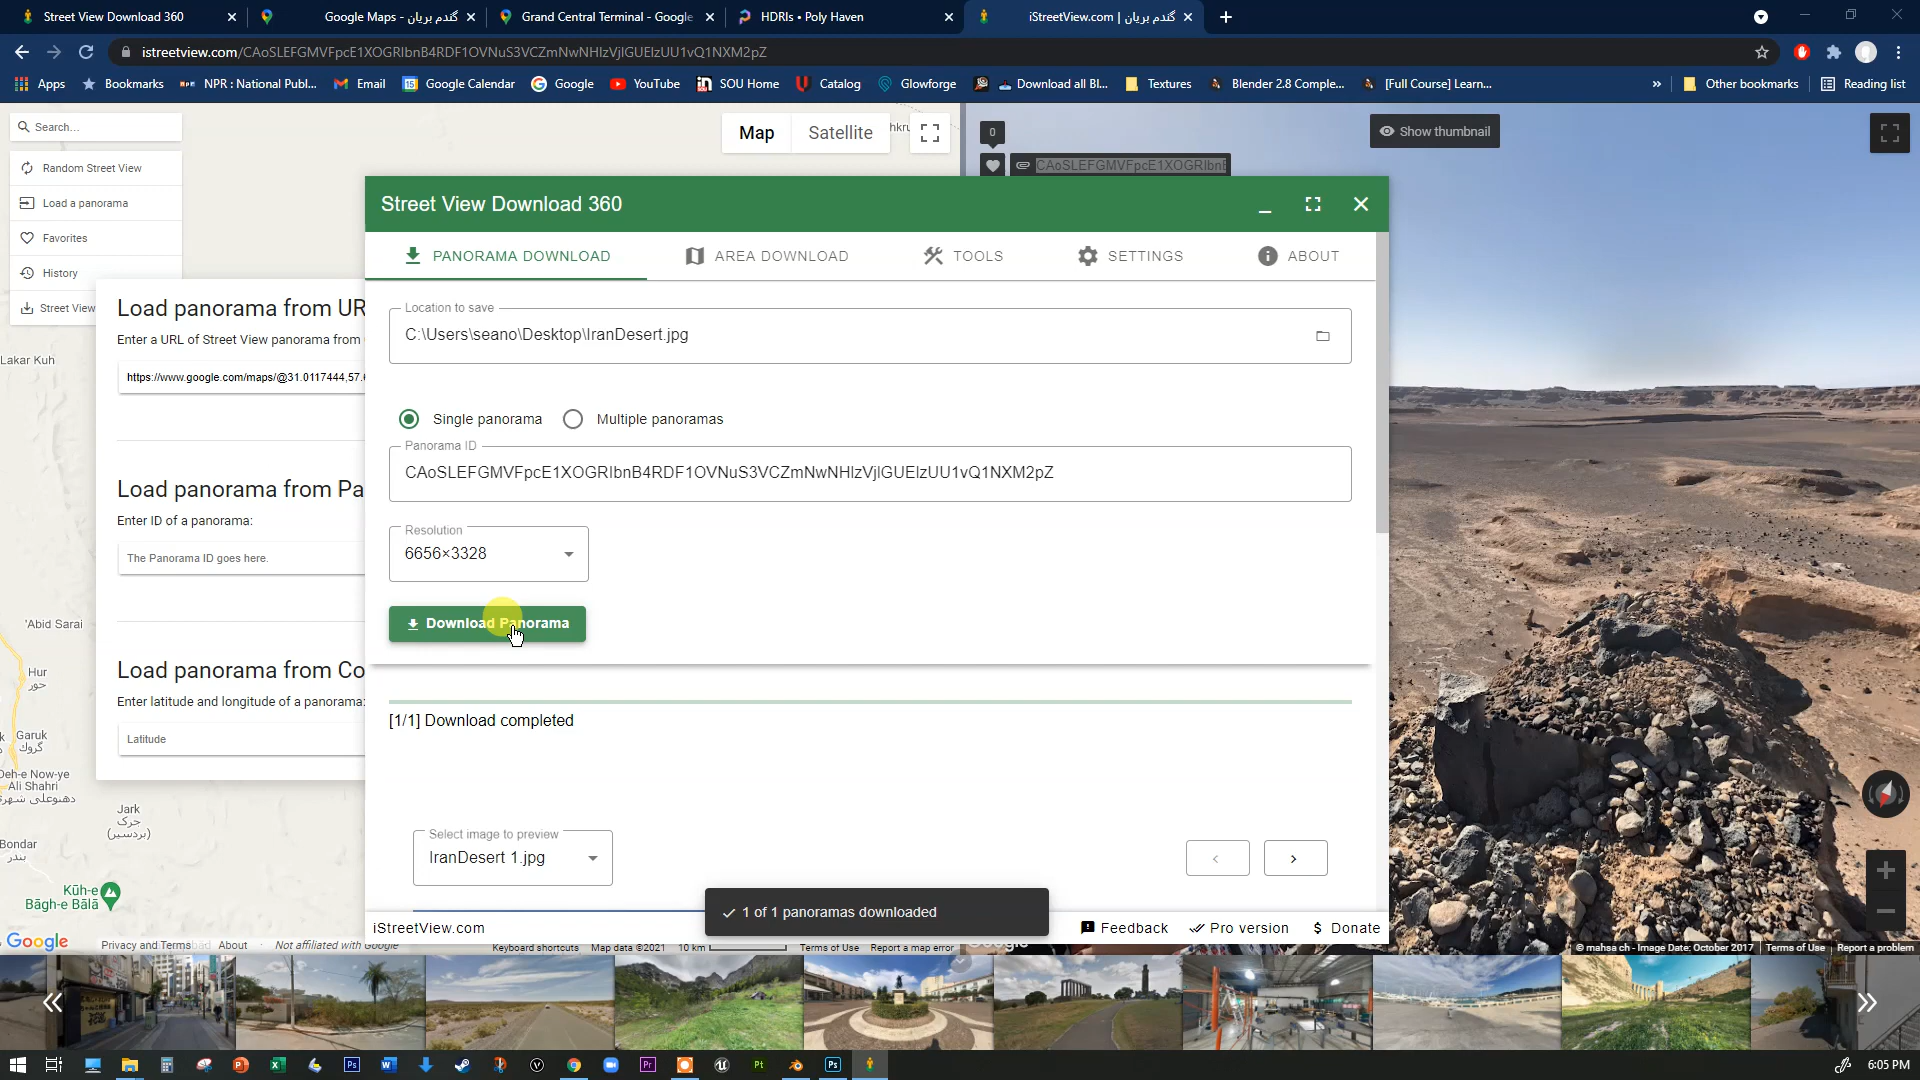 Street View Download 360
Google Maps - گندم بریان
Grand Central Terminal - Google
HDRIs • Poly Haven
iStreetView.com | گندم بریان
istreetview.com/CAoSLEFGMVFpcE1XOGRIbnB4RDF1OVNuS3VCZmNwNHIzVjlGUElzUU1vQ1NXM2pZ
Apps
Bookmarks
NPR : National Publ...
Email
Google Calendar
Google
YouTube
SOU Home
Catalog
Glowforge
Download all Bl...
Textures
Blender 2.8 Comple...
[Full Course] Learn...
Other bookmarks
Reading list
Search...
Map
Satellite
0
Show thumbnail
CAoSLEFGMVFpcE1XOGRIbnB
Random Street View
Load a panorama
Favorites
History
Street View
Street View Download 360
PANORAMA DOWNLOAD
AREA DOWNLOAD
TOOLS
SETTINGS
ABOUT
Load panorama from UR
Enter a URL of Street View panorama from
https://www.google.com/maps/@31.0117444,57.
Load panorama from Pa
Enter ID of a panorama:
The Panorama ID goes here.
Load panorama from Co
Enter latitude and longitude of a panorama:
Latitude
Location to save
C:\Users\seano\Desktop\IranDesert.jpg
Single panorama
Multiple panoramas
Panorama ID
CAoSLEFGMVFpcE1XOGRIbnB4RDF1OVNuS3VCZmNwNHIzVjlGUElzUU1vQ1NXM2pZ
Resolution
6656×3328
Download Panorama
[1/1] Download completed
Select image to preview
IranDesert 1.jpg
<
>
1 of 1 panoramas downloaded
iStreetView.com
Feedback
Pro version
$ Donate
Lakar Kuh
'Abid Sarai
Hur
حور
Garuk
گروک
Deh-e Now-ye
Ali Shahri
Jark
جرک
(بردسیر)
Bondar
بندر
Kūh-e
Bāgh-e Bālā
Google
Privacy and Terms
About
Not affiliated with Google
Keyboard shortcuts
Map data ©2021
10 km
Terms of Use
Report a map error
© mahsa ch - Image Date: October 2017
Terms of Use
Report a problem
6:05 PM